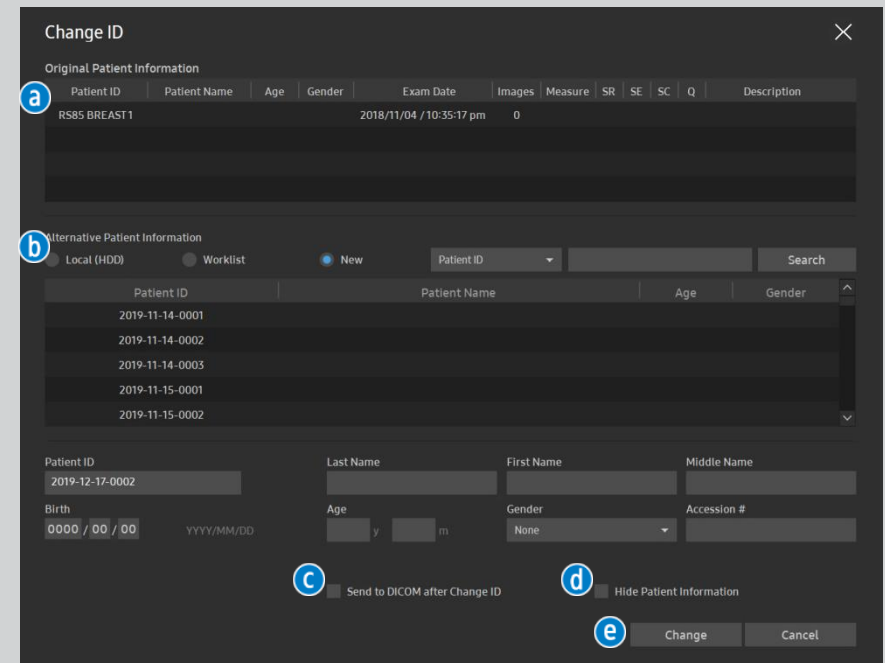 Change ID
Original Patient Information
a
Patient ID Patient Name Age Gender Exam Date Images Measure SR SE SC Q Description
RS85 BREAST1 2018/11/04 / 10:35:17 pm 0
Alternative Patient Information
b
Local (HDD) Worklist New Patient ID Search
Patient ID Patient Name Age Gender
2019-11-14-0001
2019-11-14-0002
2019-11-14-0003
2019-11-15-0001
2019-11-15-0002
Patient ID Last Name First Name Middle Name
2019-12-17-0002
Birth Age Gender Accession #
0000 / 00 / 00 YYYY/MM/DD y m None
c Send to DICOM after Change ID d Hide Patient Information
e Change Cancel